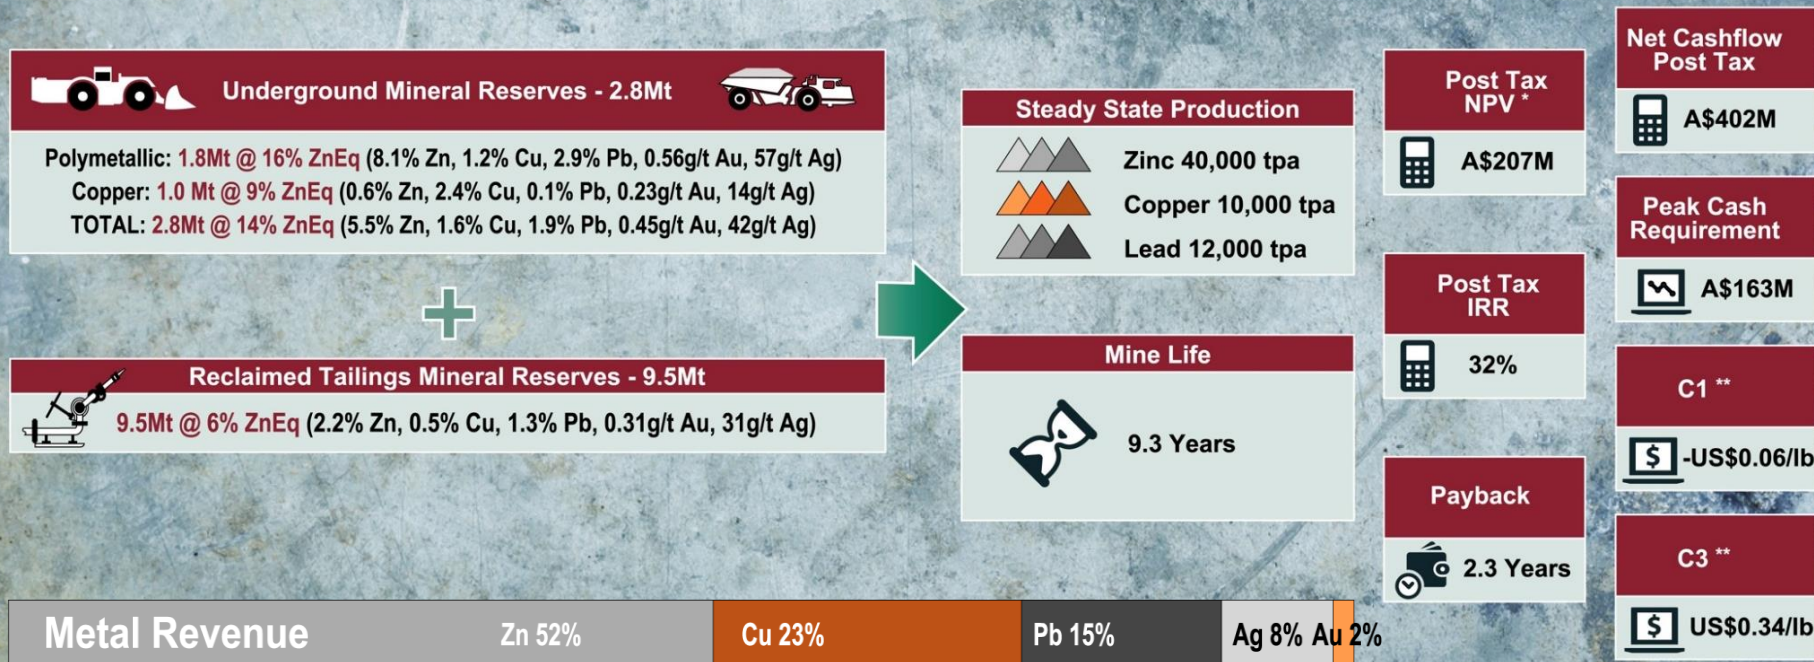 Underground Mineral Reserves - 2.8Mt
Polymetallic: 1.8Mt @ 16% ZnEq (8.1% Zn, 1.2% Cu, 2.9% Pb, 0.56g/t Au, 57g/t Ag)
Copper: 1.0 Mt @ 9% ZnEq (0.6% Zn, 2.4% Cu, 0.1% Pb, 0.23g/t Au, 14g/t Ag)
TOTAL: 2.8Mt @ 14% ZnEq (5.5% Zn, 1.6% Cu, 1.9% Pb, 0.45g/t Au, 42g/t Ag)
+
Reclaimed Tailings Mineral Reserves - 9.5Mt
9.5Mt @ 6% ZnEq (2.2% Zn, 0.5% Cu, 1.3% Pb, 0.31g/t Au, 31g/t Ag)
Steady State Production
Zinc 40,000 tpa
Copper 10,000 tpa
Lead 12,000 tpa
Mine Life
9.3 Years
Post Tax
NPV *
A$207M
Post Tax
IRR
32%
Payback
2.3 Years
Net Cashflow
Post Tax
A$402M
Peak Cash
Requirement
A$163M
C1 **
$ -US$0.06/lb
C3 **
$ US$0.34/lb
Metal Revenue Zn 52% Cu 23% Pb 15% Ag 8% Au 2%